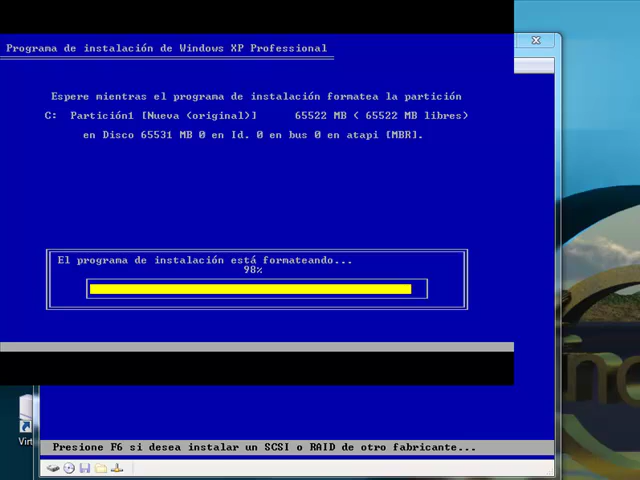 Programa de instalación de Windows XP Professional
Espere mientras el programa de instalación formatea la partición
C: Partición1 [Nueva (original)] 65522 MB ( 65522 MB libres)
en Disco 65531 MB 0 en Id. 0 en bus 0 en atapi [MBR].
El programa de instalación está formateando...
98%
Presione F6 si desea instalar un SCSI o RAID de otro fabricante...